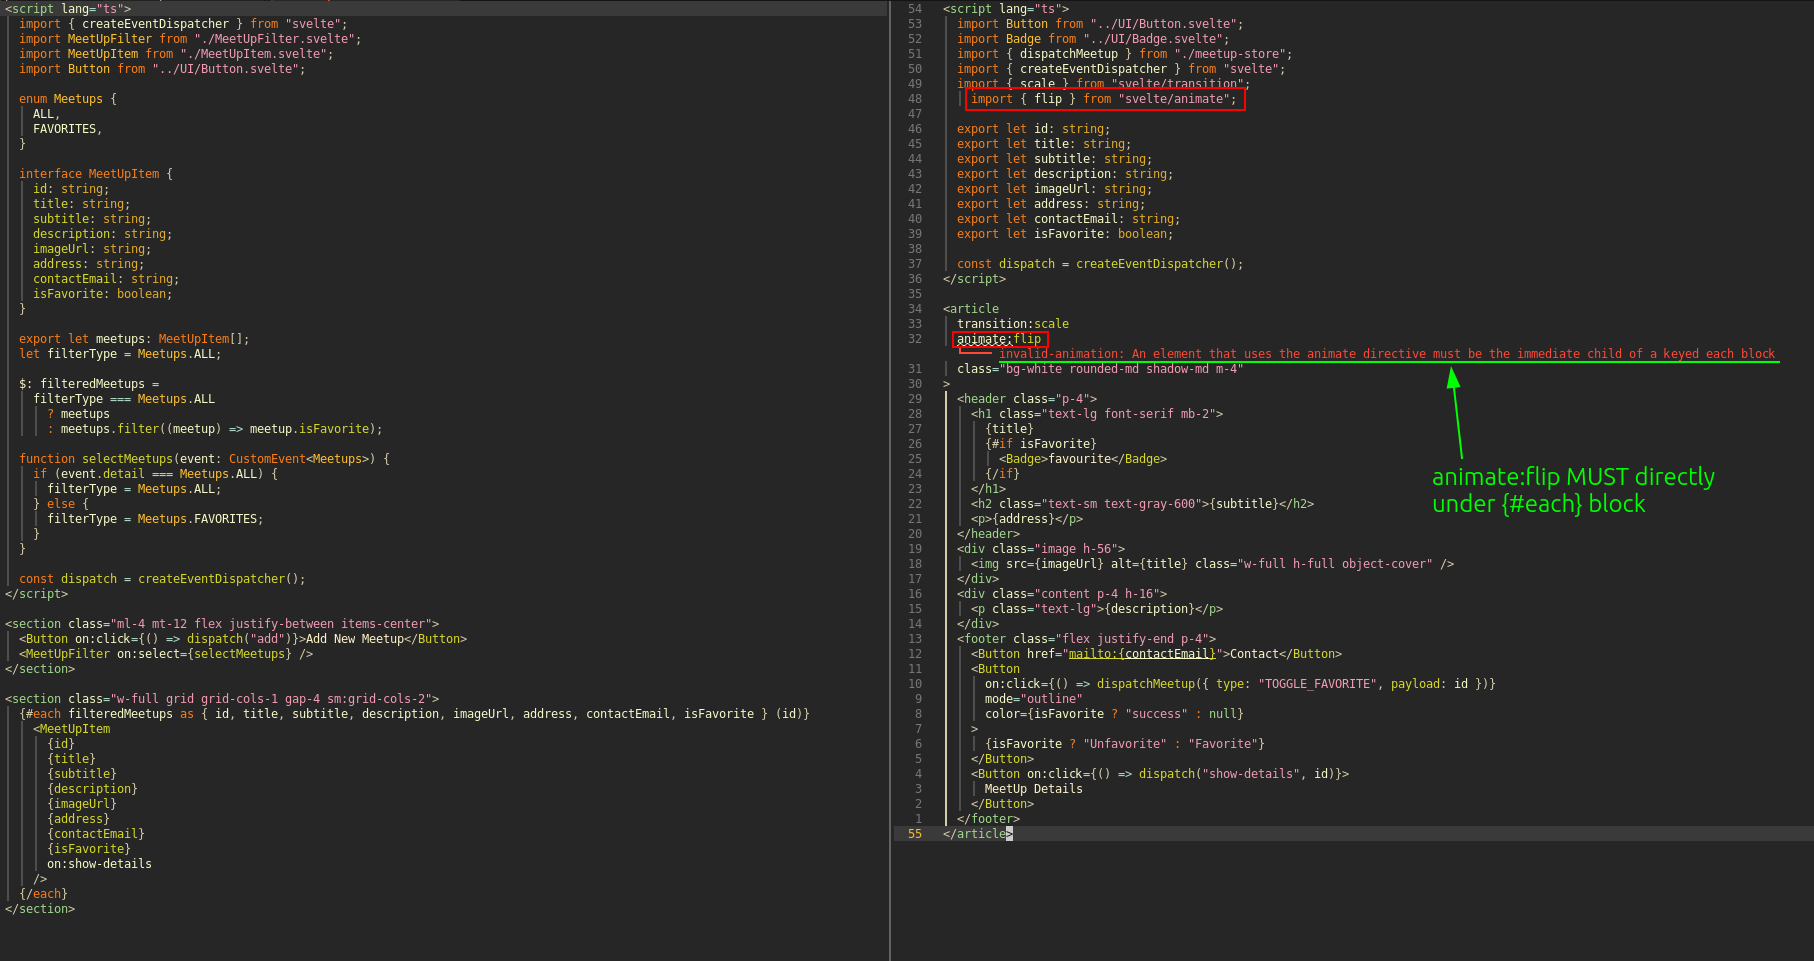 <script lang="ts">
import { createEventDispatcher } from "svelte";
import MeetUpFilter from "./MeetUpFilter.svelte";
import MeetUpItem from "./MeetUpItem.svelte";
import Button from "../UI/Button.svelte";
enum Meetups {
ALL,
FAVORITES,
}
interface MeetUpItem {
id: string;
title: string;
subtitle: string;
description: string;
imageUrl: string;
address: string;
contactEmail: string;
isFavorite: boolean;
}
export let meetups: MeetUpItem[];
let filterType = Meetups.ALL;
$: filteredMeetups =
filterType === Meetups.ALL
? meetups
: meetups.filter((meetup) => meetup.isFavorite);
function selectMeetups(event: CustomEvent<Meetups>) {
if (event.detail === Meetups.ALL) {
filterType = Meetups.ALL;
} else {
filterType = Meetups.FAVORITES;
}
}
const dispatch = createEventDispatcher();
</script>
<section class="ml-4 mt-12 flex justify-between items-center">
<Button on:click={() => dispatch("add")}>Add New Meetup</Button>
<MeetUpFilter on:select={selectMeetups} />
</section>
<section class="w-full grid grid-cols-1 gap-4 sm:grid-cols-2">
{#each filteredMeetups as { id, title, subtitle, description, imageUrl, address, contactEmail, isFavorite } (id)}
<MeetUpItem
{id}
{title}
{subtitle}
{description}
{imageUrl}
{address}
{contactEmail}
{isFavorite}
on:show-details
/>
{/each}
</section>
54 <script lang="ts">
53 import Button from "../UI/Button.svelte";
52 import Badge from "../UI/Badge.svelte";
51 import { dispatchMeetup } from "./meetup-store";
50 import { createEventDispatcher } from "svelte";
49 import { scale } from "svelte/transition";
48 import { flip } from "svelte/animate";
47
46 export let id: string;
45 export let title: string;
44 export let subtitle: string;
43 export let description: string;
42 export let imageUrl: string;
41 export let address: string;
40 export let contactEmail: string;
39 export let isFavorite: boolean;
38
37 const dispatch = createEventDispatcher();
36 </script>
35
34 <article
33 transition:scale
32 animate:flip
invalid-animation: An element that uses the animate directive must be the immediate child of a keyed each block
31 class="bg-white rounded-md shadow-md m-4"
30 >
29 <header class="p-4">
28 <h1 class="text-lg font-serif mb-2">
27 {title}
26 {#if isFavorite}
25 <Badge>favourite</Badge>
24 {/if}
23 </h1>
22 <h2 class="text-sm text-gray-600">{subtitle}</h2>
21 <p>{address}</p>
20 </header>
19 <div class="image h-56">
18 <img src={imageUrl} alt={title} class="w-full h-full object-cover" />
17 </div>
16 <div class="content p-4 h-16">
15 <p class="text-lg">{description}</p>
14 </div>
13 <footer class="flex justify-end p-4">
12 <Button href="mailto:{contactEmail}">Contact</Button>
11 <Button
10 on:click={() => dispatchMeetup({ type: "TOGGLE_FAVORITE", payload: id })}
9 mode="outline"
8 color={isFavorite ? "success" : null}
7 >
6 {isFavorite ? "Unfavorite" : "Favorite"}
5 </Button>
4 <Button on:click={() => dispatch("show-details", id)}>
3 MeetUp Details
2 </Button>
1 </footer>
55 </article>
animate:flip MUST directly
under {#each} block